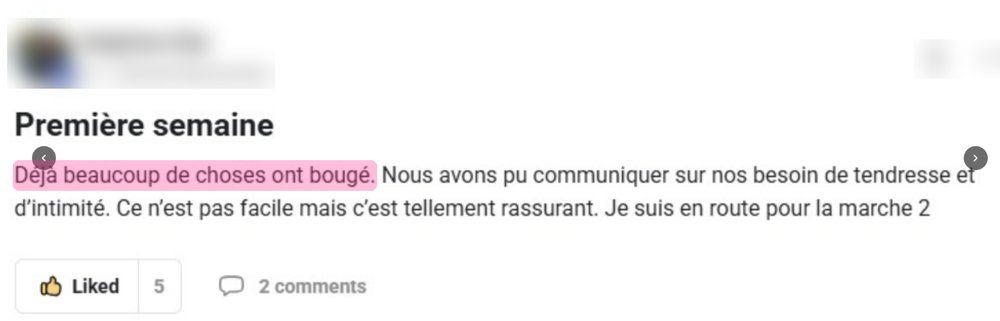 Première semaine
Déjà beaucoup de choses ont bougé. Nous avons pu communiquer sur nos besoin de tendresse et
d’intimité. Ce n’est pas facile mais c’est tellement rassurant. Je suis en route pour la marche 2
Liked 5 2 comments